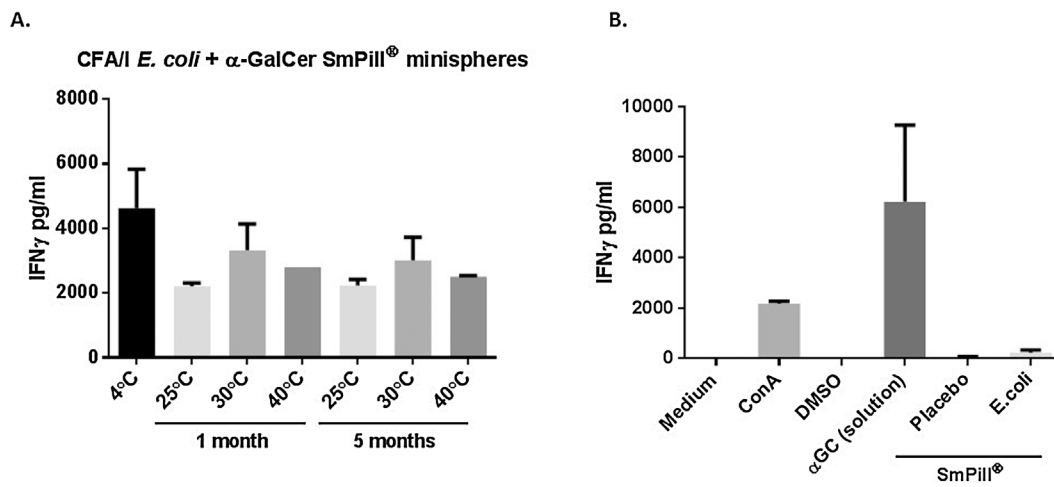 A.
CFA/I E. coli + α-GalCer SmPill® minispheres
IFNγ pg/ml
8000
6000
4000
2000
0
4°C
25°C
30°C
40°C
25°C
30°C
40°C
1 month
5 months
B.
IFNγ pg/ml
10000
8000
6000
4000
2000
0
Medium
ConA
DMSO
αGC (solution)
Placebo
E.coli
SmPill®